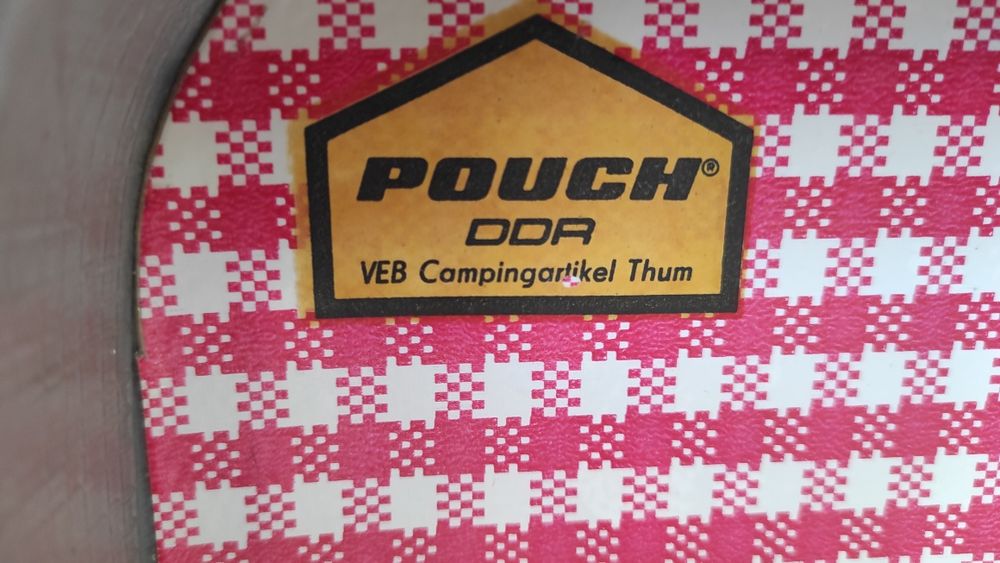 POUCH®
DDR
VEB Campingartikel Thum